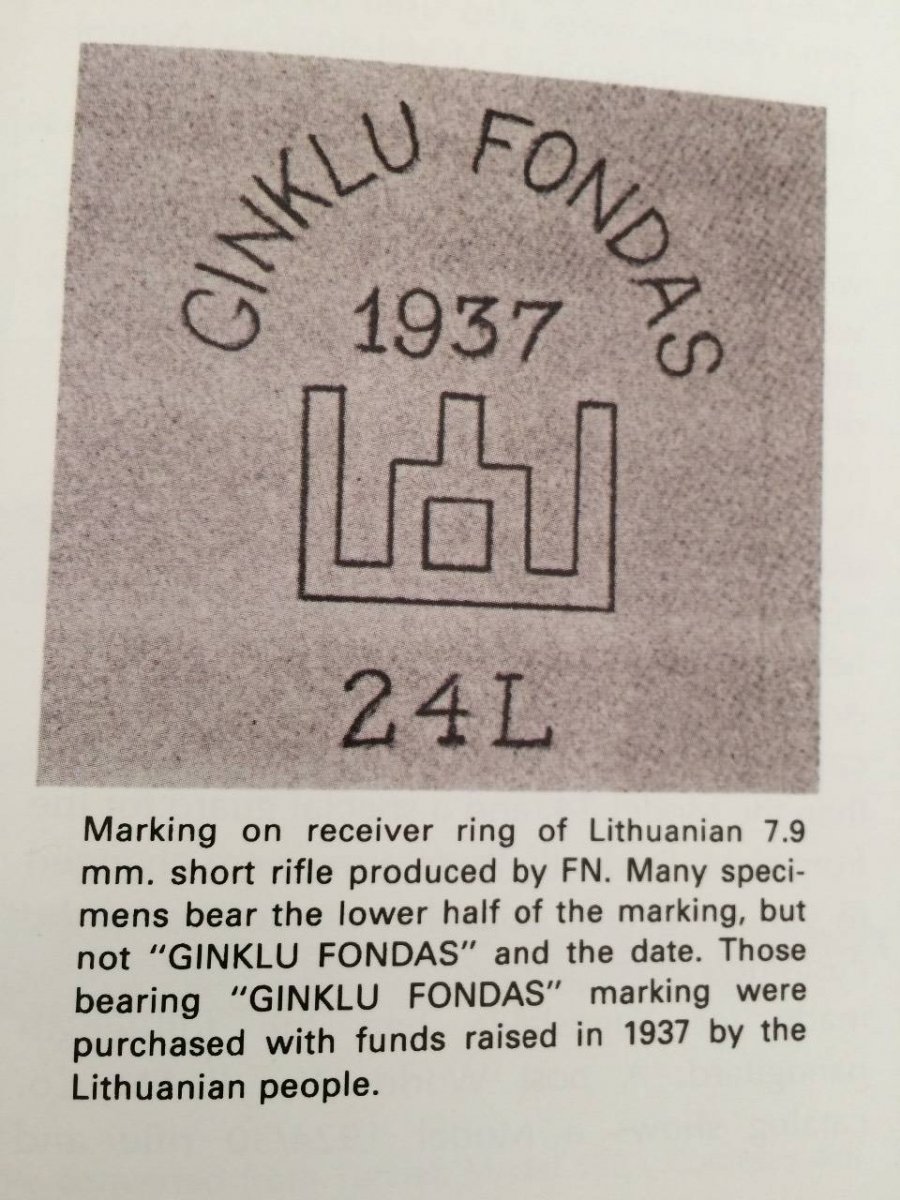 GINKLU FONDAS
1937
24L
Marking on receiver ring of Lithuanian 7.9
mm. short rifle produced by FN. Many speci-
mens bear the lower half of the marking, but
not “GINKLU FONDAS” and the date. Those
bearing “GINKLU FONDAS” marking were
purchased with funds raised in 1937 by the
Lithuanian people.